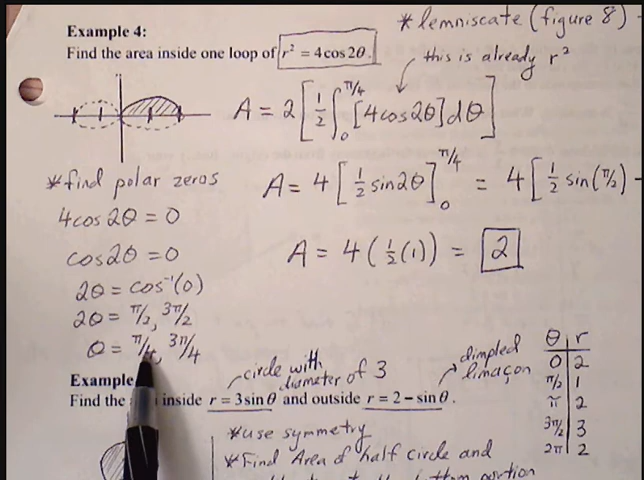 *lemniscate (figure 8)
Example 4:
Find the area inside one loop of r² = 4cos2θ.
this is already r²
A = 2[½∫₀^{π/4}[4cos2θ]dθ]
*find polar zeros
A = 4[½sin2θ]₀^{π/4} = 4[½sin(π/2) -
4cos2θ = 0
cos2θ = 0
A = 4(½(1)) = 2
2θ = cos⁻¹(0)
2θ = π/2, 3π/2
θ = π/4, 3π/4
circle with diameter of 3
dimpled limaçon
Example
Find the inside r = 3sinθ and outside r = 2 – sinθ.
θ r
0 2
π/2 1
π 2
3π/2 3
2π 2
*use symmetry
*Find Area of half circle and
bottom portion